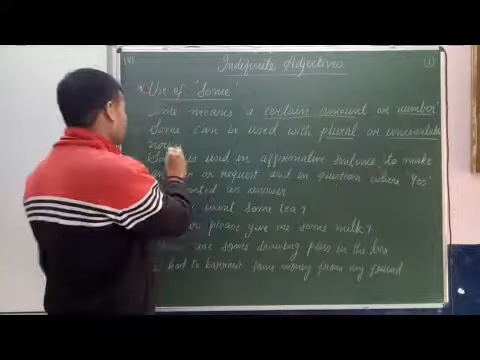 Indefinite Adjectives
Use of 'Some'
means 'a certain amount or number'
Some can be used with plural or uncountable
used in affirmative sentence to make
or request and in question where 'Yes'
as answer
want some tea?
please give me some milk?
are some drawing pins in the box
had to borrow some money from my friend